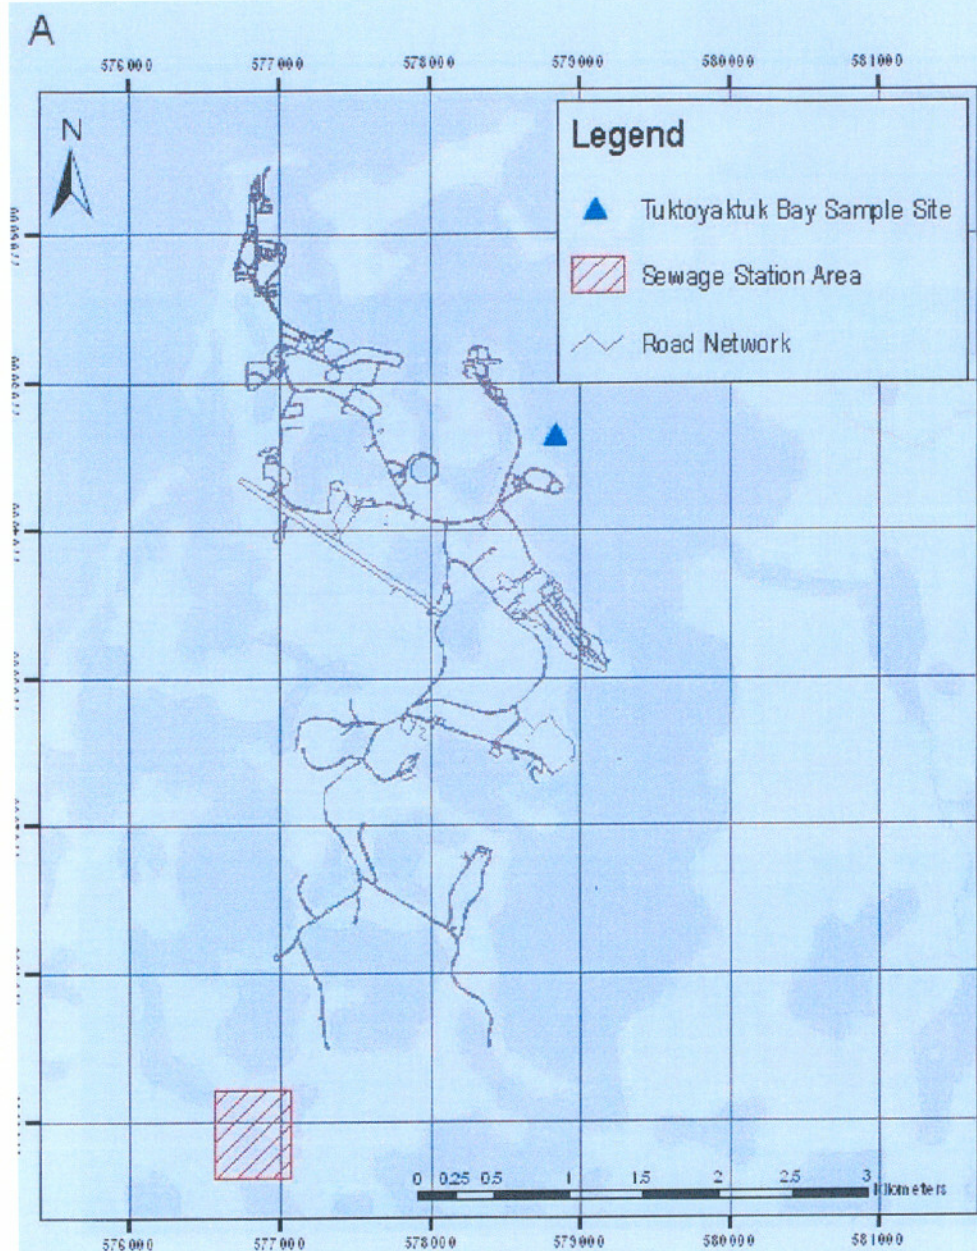 A
576000 577000 578000 579000 580000 581000
N
Legend
Tuktoyaktuk Bay Sample Site
Sewage Station Area
Road Network
0 0.25 0.5 1 1.5 2 2.5 3
Kilometers
576000 577000 578000 579000 580000 581000